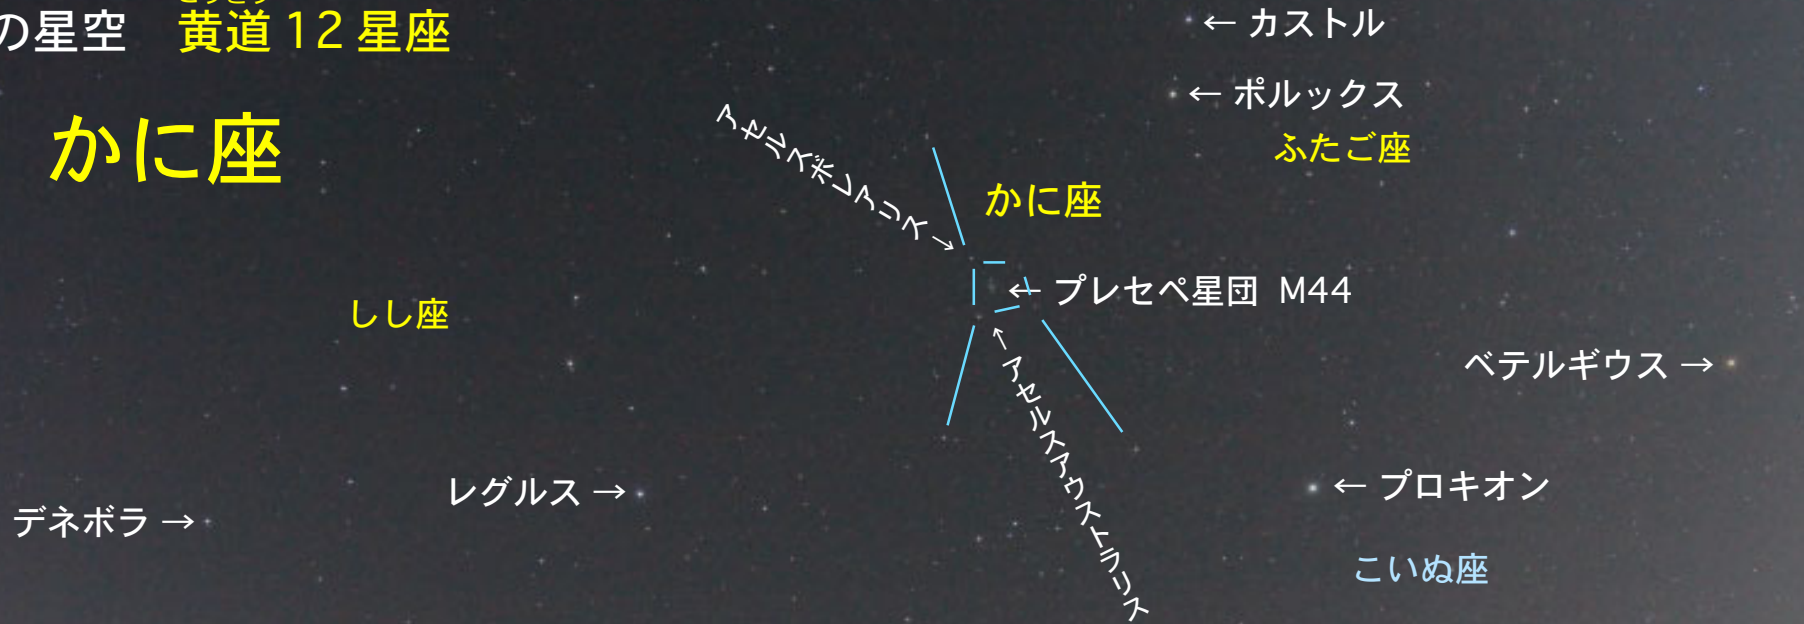 の星空 黄道12星座
かに座
← カストル
← ポルックス
ふたご座
アセルスボレアリス →
かに座
← プレセペ星団 M44
しし座
← アセルスアウストラリス
ベテルギウス →
レグルス →
← プロキオン
デネボラ →
こいぬ座